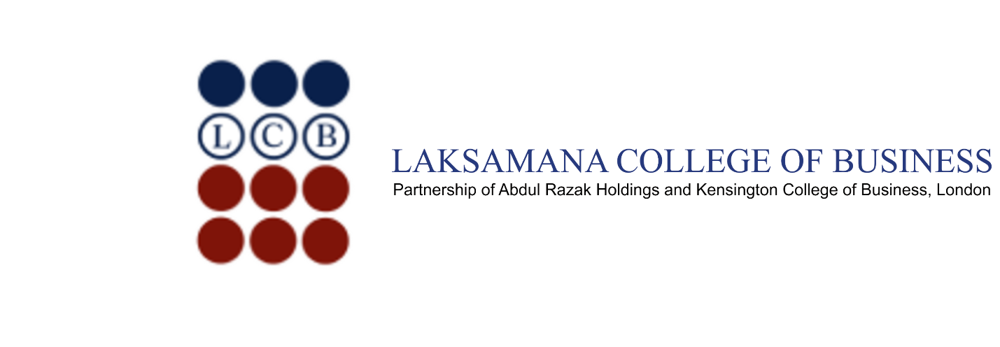 L C B
LAKSAMANA COLLEGE OF BUSINESS
Partnership of Abdul Razak Holdings and Kensington College of Business, London